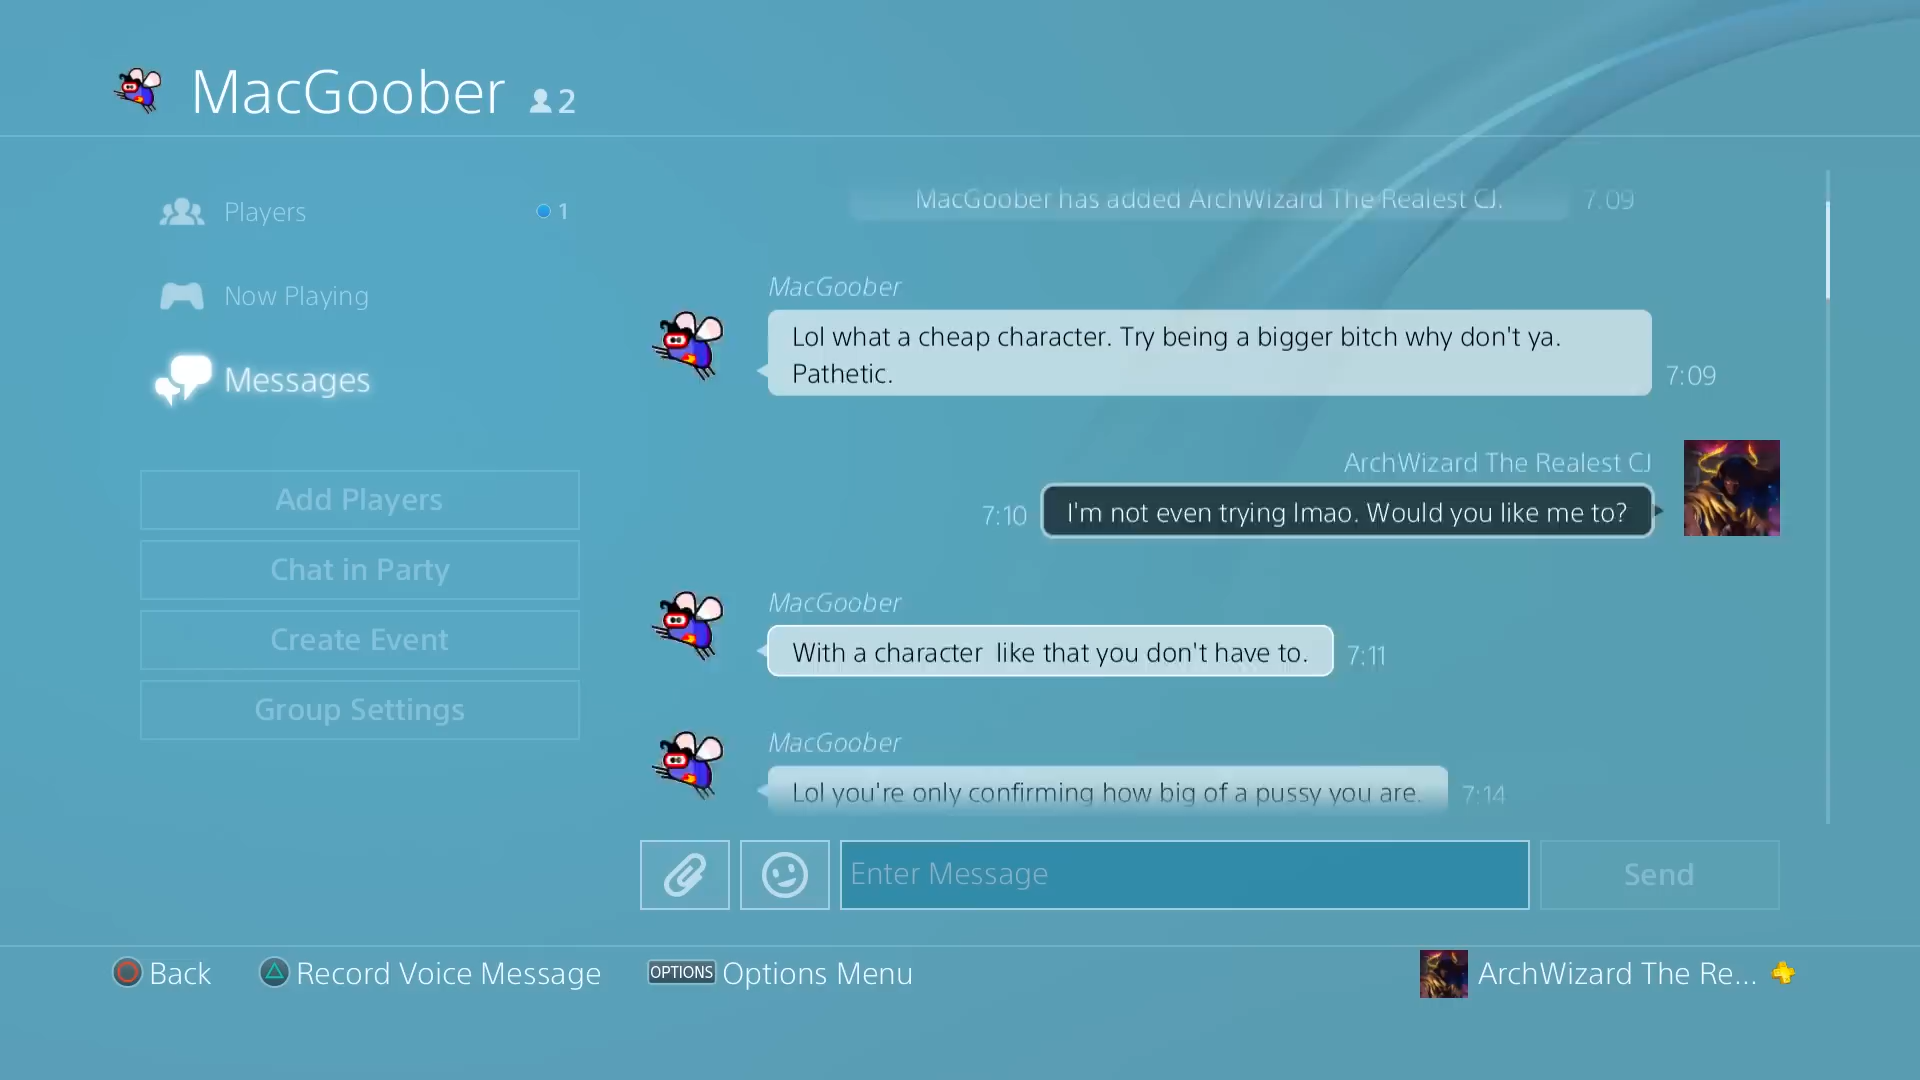 MacGoober 2
Players 1
Now Playing
Messages
Add Players
Chat in Party
Create Event
Group Settings
MacGoober has added ArchWizard The Realest CJ. 7:09
MacGoober
Lol what a cheap character. Try being a bigger bitch why don't ya.
Pathetic.
7:09
ArchWizard The Realest CJ
7:10 I'm not even trying lmao. Would you like me to?
MacGoober
With a character  like that you don't have to. 7:11
MacGoober
Lol you're only confirming how big of a pussy you are. 7:14
Enter Message
Send
Back
Record Voice Message
OPTIONS Options Menu
ArchWizard The Re...